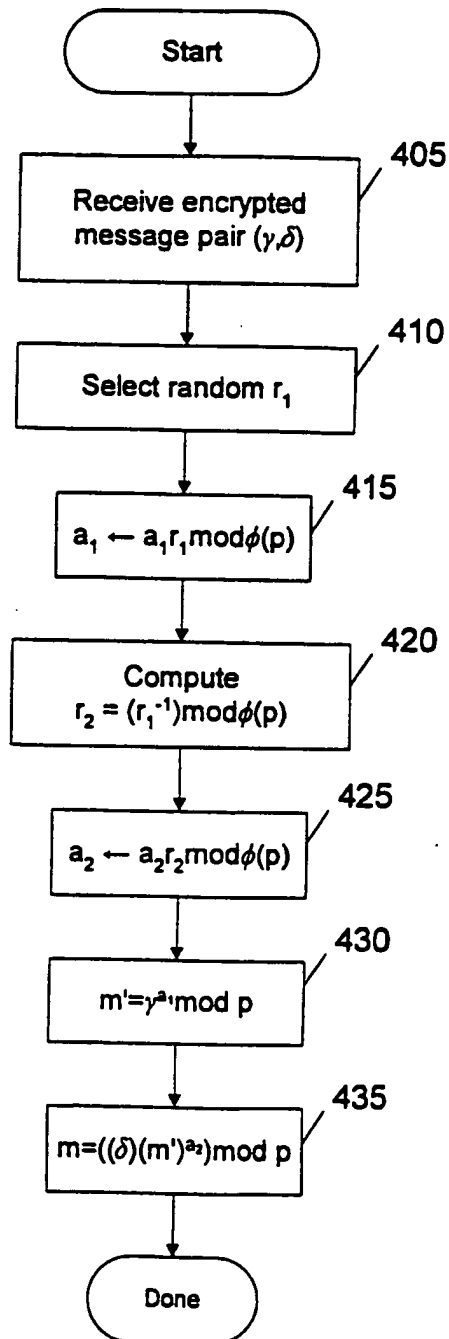 Start
405
Receive encrypted
message pair (γ,δ)
410
Select random r₁
415
a₁ ← a₁r₁modϕ(p)
420
Compute
r₂ = (r₁⁻¹)modϕ(p)
425
a₂ ← a₂r₂modϕ(p)
430
m'=γᵃ¹mod p
435
m=((δ)(m')ᵃ²)mod p
Done